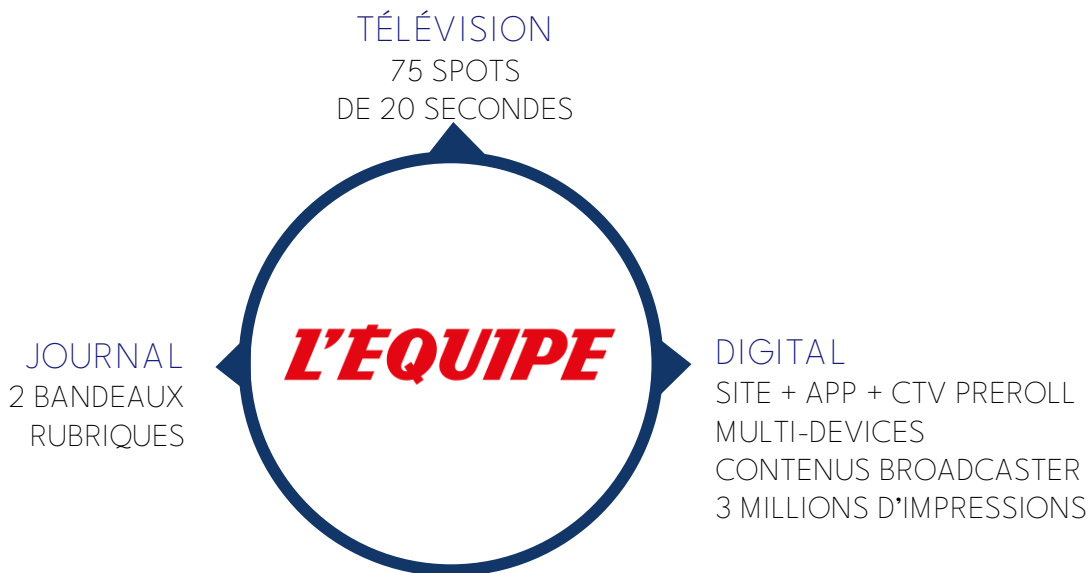 TÉLÉVISION
75 SPOTS
DE 20 SECONDES
L'ÉQUIPE
JOURNAL
2 BANDEAUX
RUBRIQUES
DIGITAL
SITE + APP + CTV PREROLL
MULTI-DEVICES
CONTENUS BROADCASTER
3 MILLIONS D'IMPRESSIONS